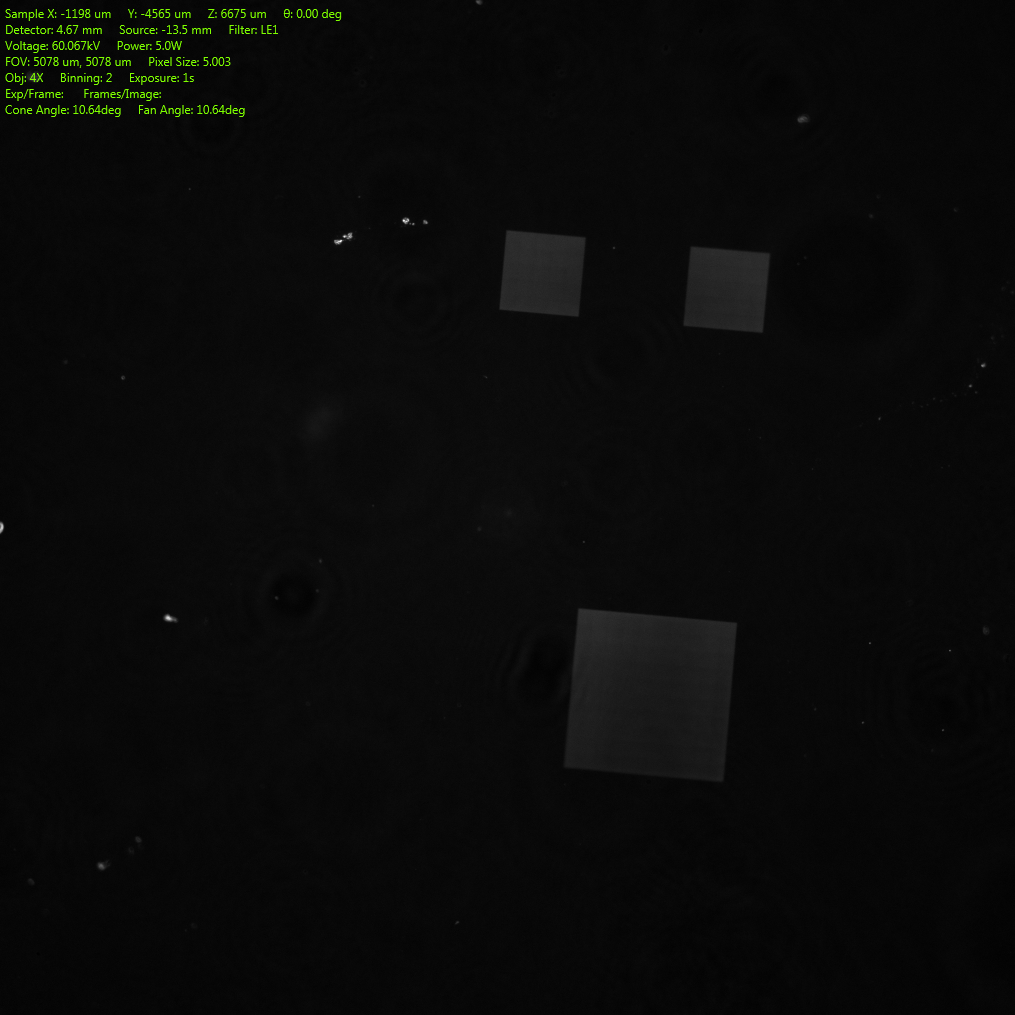 Sample X: -1198 um Y: -4565 um Z: 6675 um θ: 0.00 deg
Detector: 4.67 mm Source: -13.5 mm Filter: LE1
Voltage: 60.067kV Power: 5.0W
FOV: 5078 um, 5078 um Pixel Size: 5.003
Obj: 4X Binning: 2 Exposure: 1s
Exp/Frame: Frames/Image:
Cone Angle: 10.64deg Fan Angle: 10.64deg